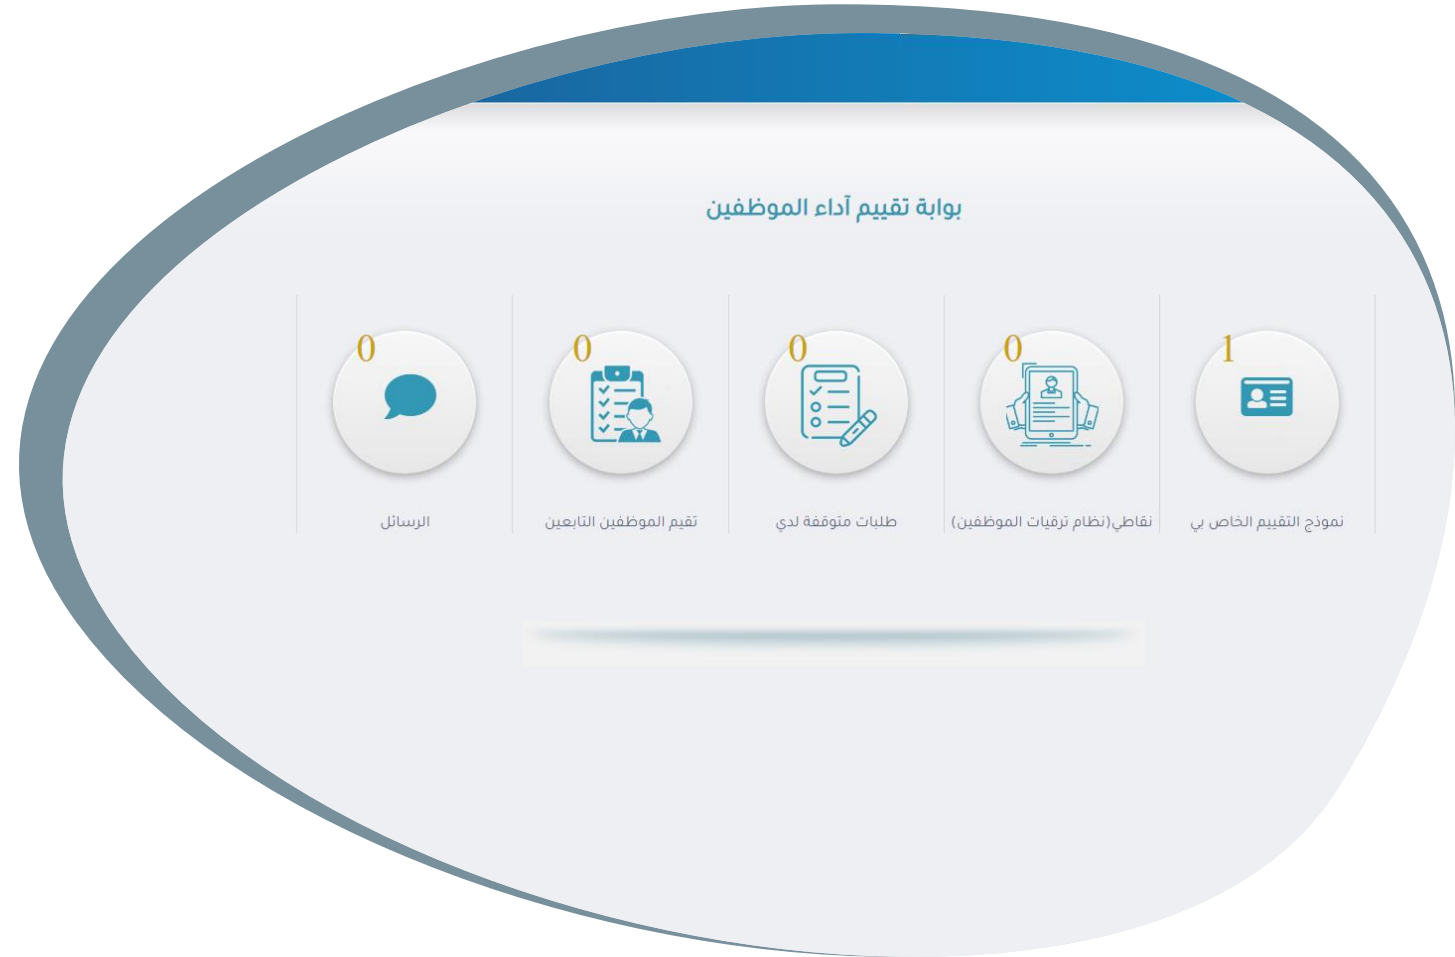 بوابة تقييم آداء الموظفين
1
0
0
0
0
نموذج التقييم الخاص بي
نقاطي(نظام ترقيات الموظفين)
طلبات متوقفة لدي
تقيم الموظفين التابعين
الرسائل